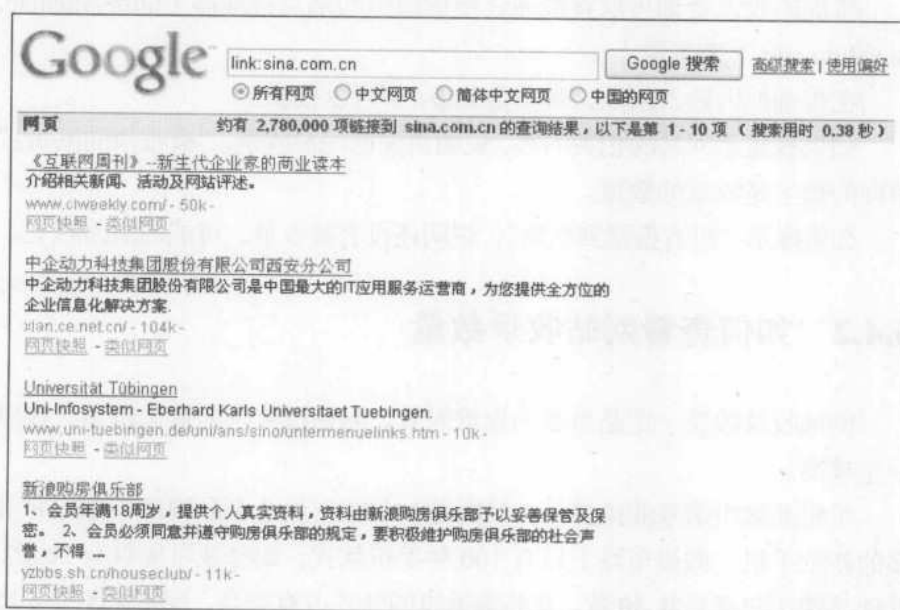 Google
link:sina.com.cn Google 搜索 高级搜索 | 使用偏好
所有网页 中文网页 简体中文网页 中国的网页
网页 约有 2,780,000 项链接到 sina.com.cn 的查询结果，以下是第 1 - 10 项 （搜索用时 0.38 秒）
《互联网周刊》--新生代企业家的商业读本
介绍相关新闻、活动及网站评述。
www.ciweekly.com/ - 50k -
网页快照 - 类似网页
中企动力科技集团股份有限公司西安分公司
中企动力科技集团股份有限公司是中国最大的IT应用服务运营商，为您提供全方位的
企业信息化解决方案.
xian.ce.net.cn/ - 104k -
网页快照 - 类似网页
Universität Tübingen
Uni-Infosystem - Eberhard Karls Universitaet Tuebingen.
www.uni-tuebingen.de/uni/ans/sino/untermenuelinks.htm - 10k -
网页快照 - 类似网页
新浪购房俱乐部
1、会员年满18周岁，提供个人真实资料，资料由新浪购房俱乐部予以妥善保管及保
密。 2、会员必须同意并遵守购房俱乐部的规定，要积极维护购房俱乐部的社会声
誉，不得．
yzbbs.sh.cn/houseclub/ - 11k -
网页快照 - 类似网页